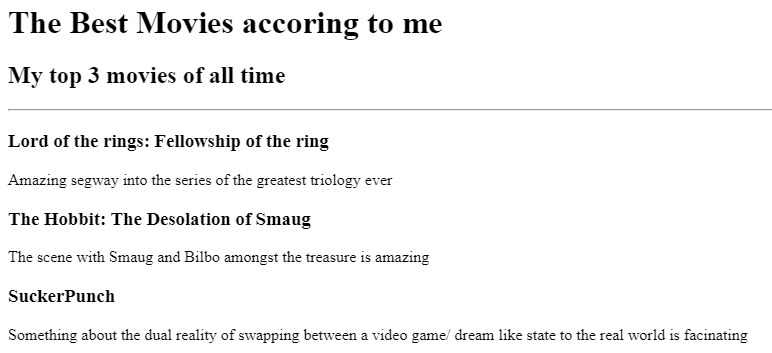 The Best Movies accoring to me
My top 3 movies of all time
Lord of the rings: Fellowship of the ring
Amazing segway into the series of the greatest triology ever
The Hobbit: The Desolation of Smaug
The scene with Smaug and Bilbo amongst the treasure is amazing
SuckerPunch
Something about the dual reality of swapping between a video game/ dream like state to the real world is facinating